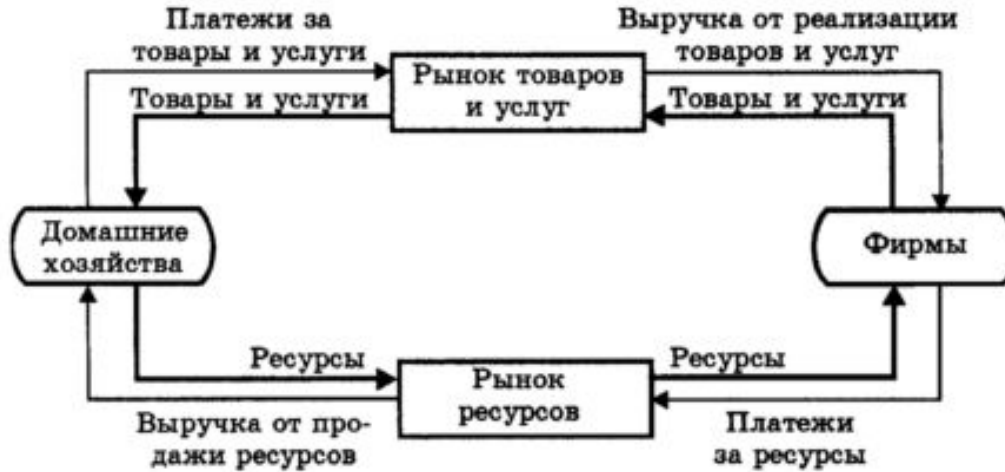 Платежи за
товары и услуги
Выручка от реализации
товаров и услуг
Рынок товаров
и услуг
Товары и услуги
Товары и услуги
Домашние
хозяйства
Фирмы
Ресурсы
Ресурсы
Рынок
ресурсов
Выручка от про-
дажи ресурсов
Платежи
за ресурсы